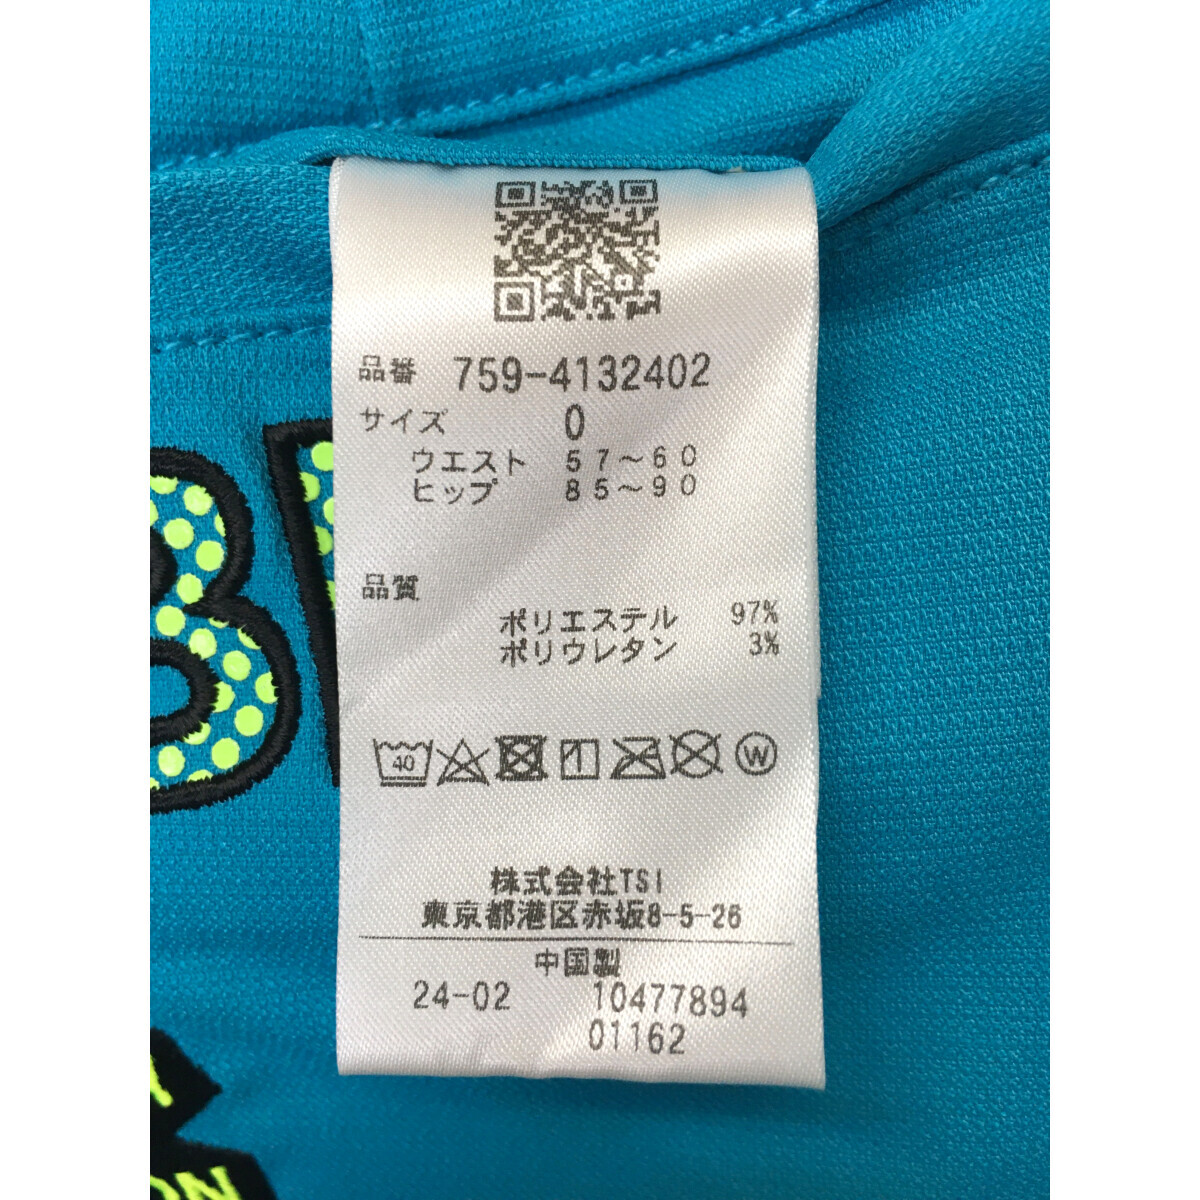 品番 759-4132402
サイズ 0
ウエスト 57〜60
ヒップ 85〜90
品質
ポリエステル 97%
ポリウレタン 3%
40 W
株式会社TSI
東京都港区赤坂8-5-26
中国製
24-02 10477894
01162
B
ON